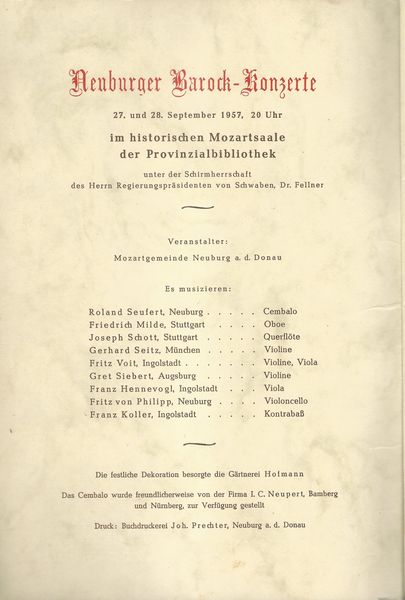 Neuburger Barock-Konzerte
27. und 28. September 1957, 20 Uhr
im historischen Mozartsaale
der Provinzialbibliothek
unter der Schirmherrschaft
des Herrn Regierungspräsidenten von Schwaben, Dr. Fellner
Veranstalter:
Mozartgemeinde Neuburg a. d. Donau
Es musizieren:
Roland Seufert, Neuburg . . . . . Cembalo
Friedrich Milde, Stuttgart . . . . Oboe
Joseph Schott, Stuttgart . . . . . Querflöte
Gerhard Seitz, München . . . . . Violine
Fritz Voit, Ingolstadt . . . . . . . Violine, Viola
Gret Siebert, Augsburg . . . . . Violine
Franz Hennevogl, Ingolstadt . . . Viola
Fritz von Philipp, Neuburg . . . . Violoncello
Franz Koller, Ingolstadt . . . . Kontrabaß
Die festliche Dekoration besorgte die Gärtnerei Hofmann
Das Cembalo wurde freundlicherweise von der Firma I. C. Neupert, Bamberg
und Nürnberg, zur Verfügung gestellt
Druck: Buchdruckerei Joh. Prechter, Neuburg a. d. Donau